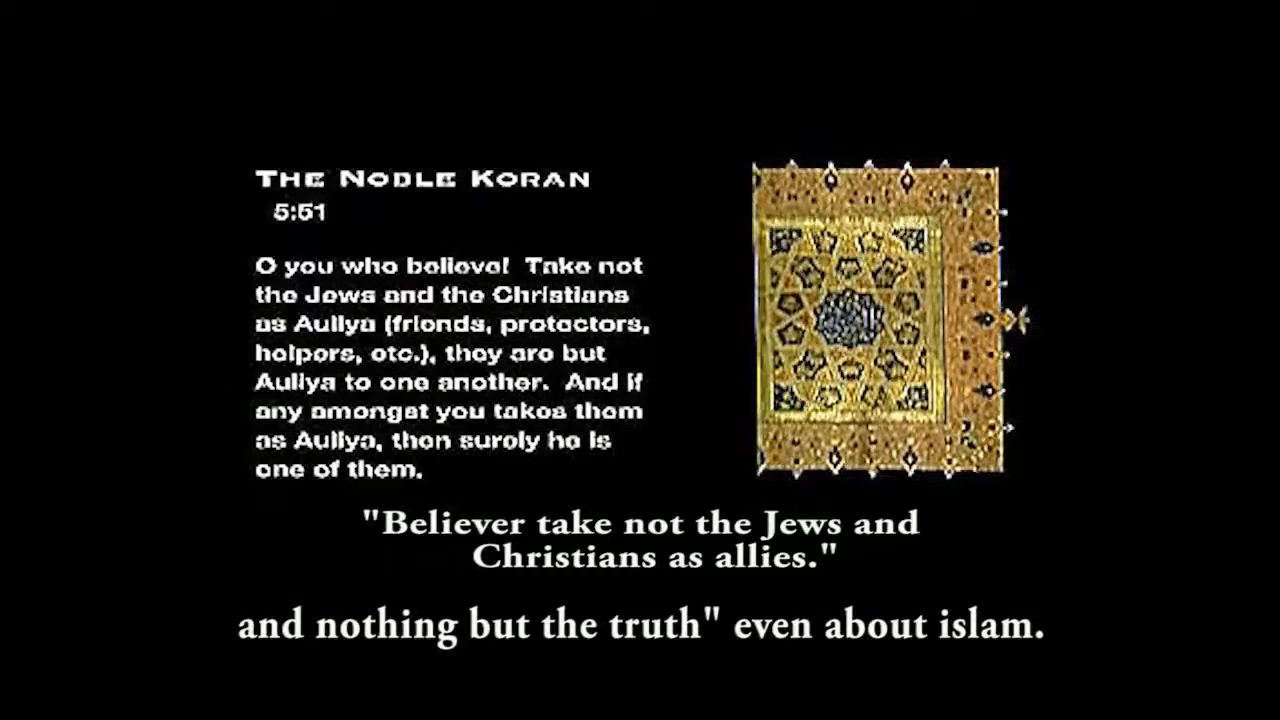 THE NOBLE KORAN
5:51
O you who believe! Take not
the Jews and the Christians
as Auliya (friends, protectors,
helpers, etc.), they are but
Auliya to one another. And if
any amongst you takes them
as Auliya, then surely he is
one of them.
"Believer take not the Jews and
Christians as allies."
and nothing but the truth" even about islam.